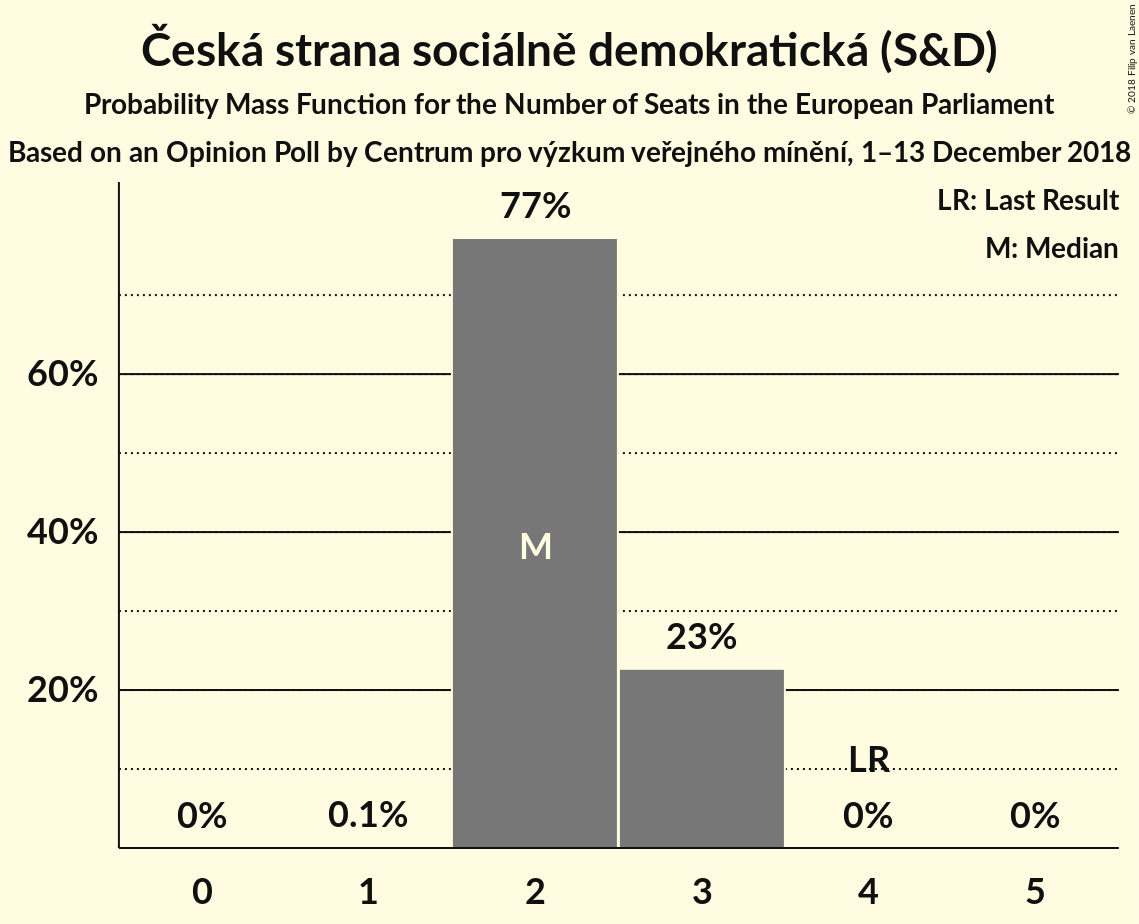 Česká strana sociálně demokratická (S&D)
Probability Mass Function for the Number of Seats in the European Parliament
Based on an Opinion Poll by Centrum pro výzkum veřejného mínění, 1–13 December 2018
© 2018 Filip van Laenen
LR: Last Result
M: Median
77%
60%
40%
M
23%
20%
LR
0% 0.1% 0% 0%
0 1 2 3 4 5